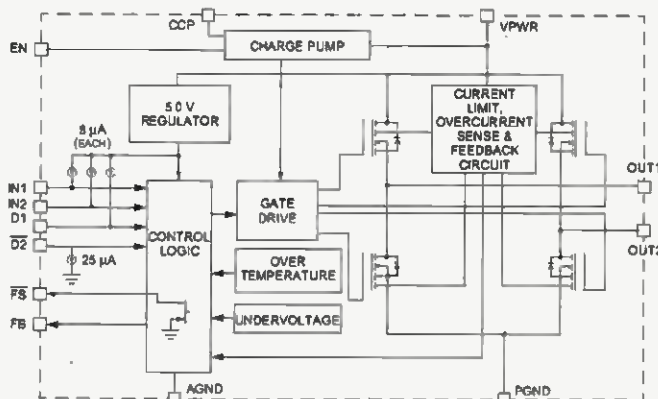 CCP
VPWR
EN
CHARGE PUMP
5.0 V
REGULATOR
CURRENT
LIMIT,
OVERCURRENT
SENSE &
FEEDBACK
CIRCUIT
8 µA
(EACH)
OUT1
IN1
IN2
D1
D2
GATE
DRIVE
CONTROL
LOGIC
OUT2
25 µA
OVER
TEMPERATURE
FS
UNDERVOLTAGE
FB
AGND
PGND